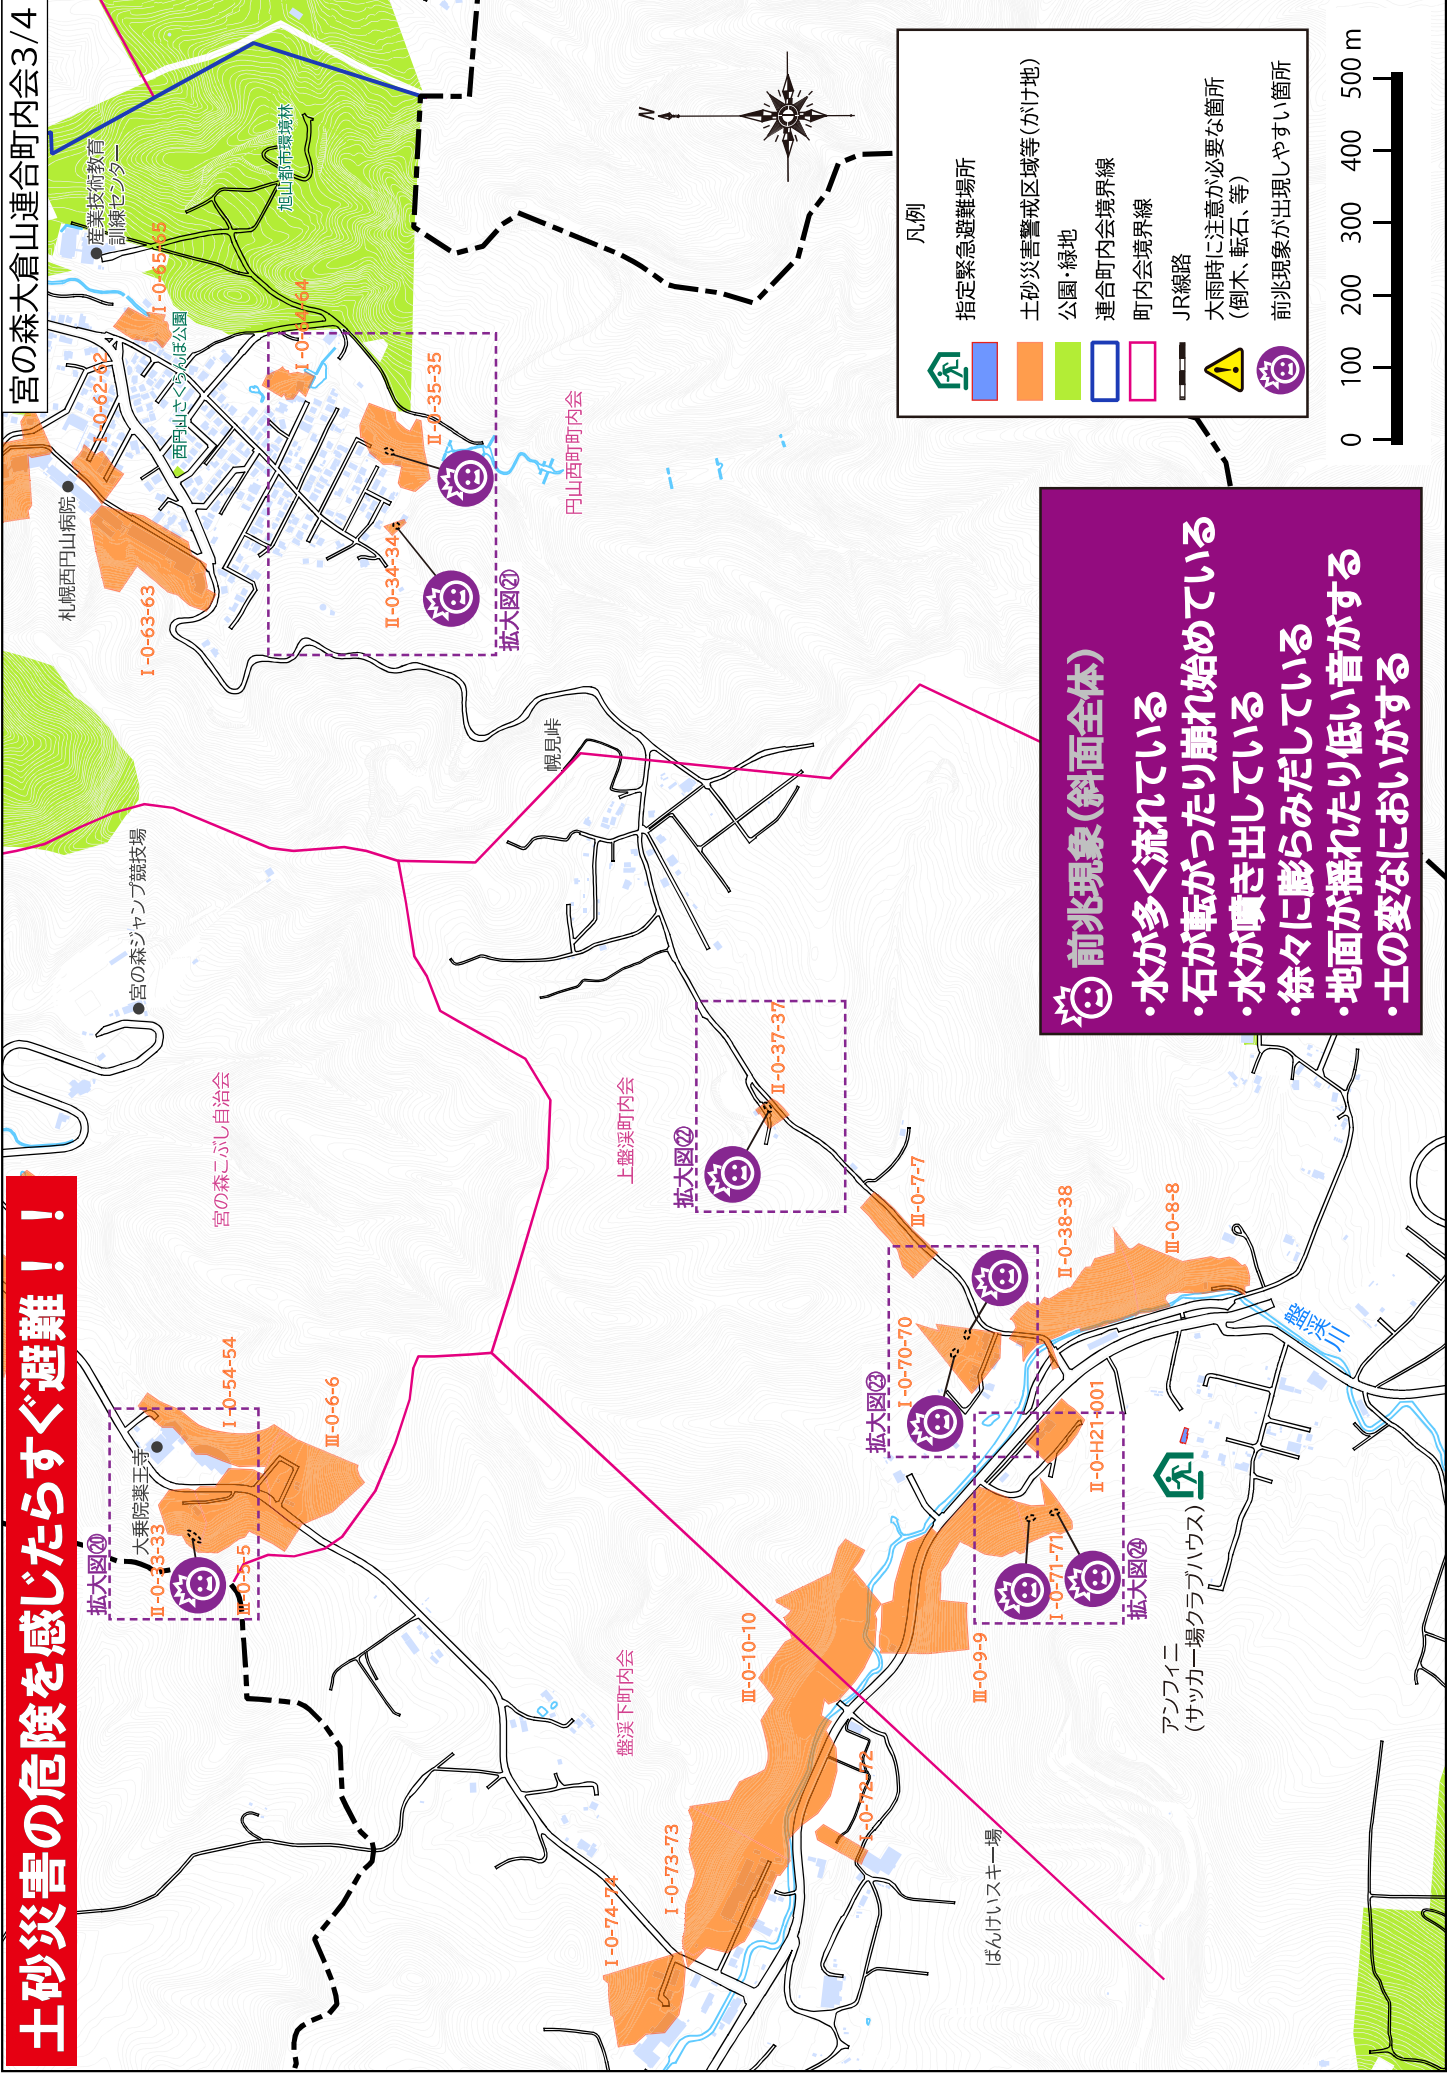 土砂災害の危険を感じたらすぐ避難！！
宮の森大倉山連合町内会3/4
拡大図⑳
大乗院薬王寺
Ⅱ-0-33-33
Ⅲ-0-5-5
Ⅰ-0-54-54
Ⅲ-0-6-6
宮の森こぶし自治会
宮の森ジャンプ競技場
札幌西円山病院
Ⅰ-0-63-63
Ⅰ-0-62-62
産業技術教育
訓練センター
Ⅰ-0-65-65
西円山さくらんぼ公園
旭山都市環境林
Ⅰ-0-64-64
Ⅱ-0-34-34
Ⅱ-0-35-35
拡大図㉑
円山西町町内会
幌見峠
上盤渓町内会
盤渓下町内会
拡大図㉒
Ⅱ-0-37-37
Ⅲ-0-7-7
拡大図㉓
Ⅰ-0-70-70
Ⅱ-0-38-38
Ⅲ-0-8-8
Ⅰ-0-74-74
Ⅰ-0-73-73
Ⅲ-0-10-10
Ⅰ-0-72-72
Ⅲ-0-9-9
Ⅰ-0-71-71
Ⅱ-0-H21-001
拡大図㉔
ばんけいスキー場
アンフィニ
（サッカー場クラブハウス）
盤渓川
N
凡例
指定緊急避難場所
土砂災害警戒区域等（がけ地）
公園・緑地
連合町内会境界線
町内会境界線
JR線路
大雨時に注意が必要な箇所
（倒木、転石、等）
前兆現象が出現しやすい箇所
0 100 200 300 400 500 m
前兆現象（斜面全体）
・水が多く流れている
・石が転がったり崩れ始めている
・水が噴き出している
・徐々に膨らみだしている
・地面が揺れたり低い音がする
・土の変なにおいがする